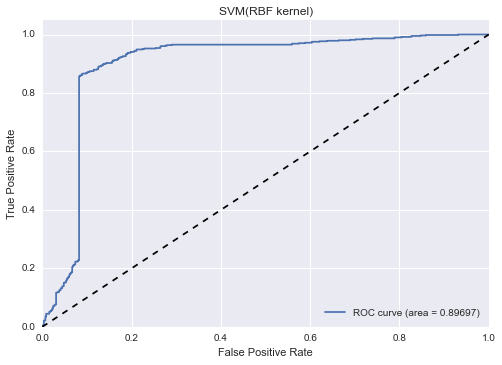 SVM(RBF kernel)
True Positive Rate
1.0
0.8
0.6
0.4
0.2
0.0
ROC curve (area = 0.89697)
0.0 0.2 0.4 0.6 0.8 1.0
False Positive Rate